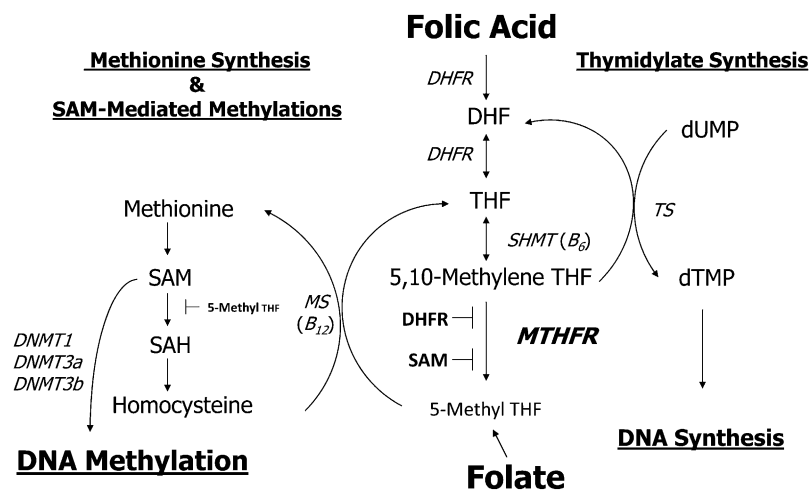 Folic Acid
Methionine Synthesis
&
SAM-Mediated Methylations
Thymidylate Synthesis
DHFR
DHF
dUMP
DHFR
THF
Methionine
TS
SHMT (B6)
SAM
5,10-Methylene THF
dTMP
5-Methyl THF
MS
(B12)
DHFR
MTHFR
DNMT1
DNMT3a
DNMT3b
SAH
SAM
Homocysteine
5-Methyl THF
DNA Methylation
DNA Synthesis
Folate